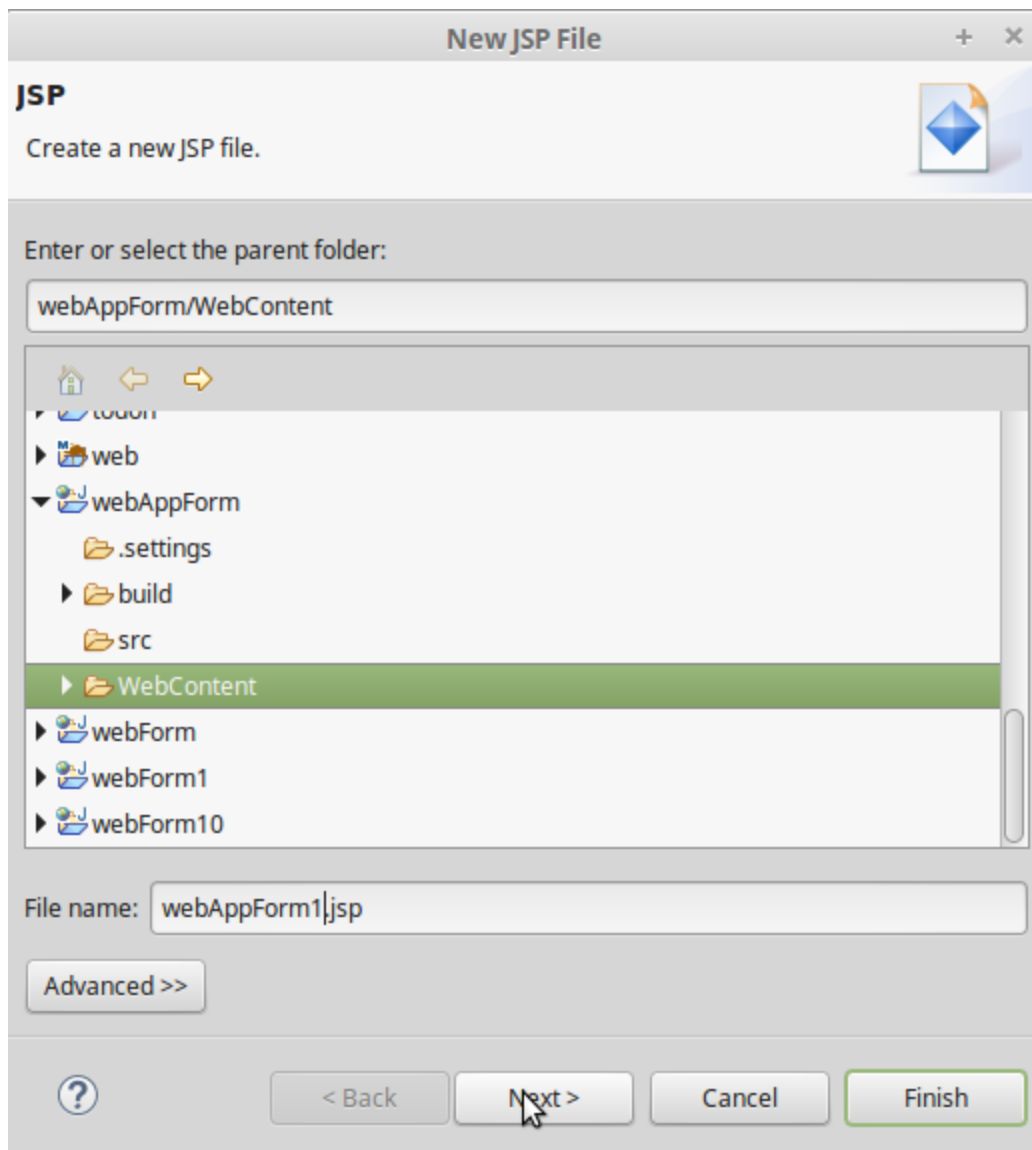 New JSP File
JSP
Create a new JSP file.
Enter or select the parent folder:
webAppForm/WebContent
web
webAppForm
.settings
build
src
WebContent
webForm
webForm1
webForm10
File name: webAppForm1.jsp
Advanced >>
< Back Next > Cancel Finish